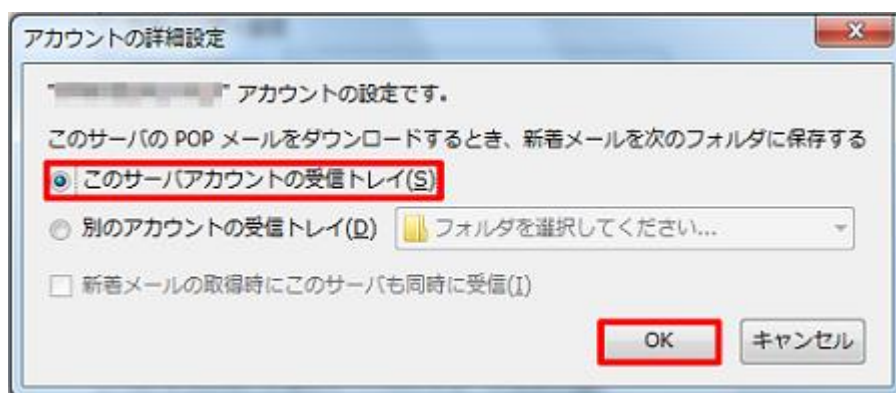 アカウントの詳細設定
" " アカウントの設定です。
このサーバの POP メールをダウンロードするとき、新着メールを次のフォルダに保存する
このサーバアカウントの受信トレイ(S)
別のアカウントの受信トレイ(D) フォルダを選択してください...
新着メールの取得時にこのサーバも同時に受信(I)
OK キャンセル